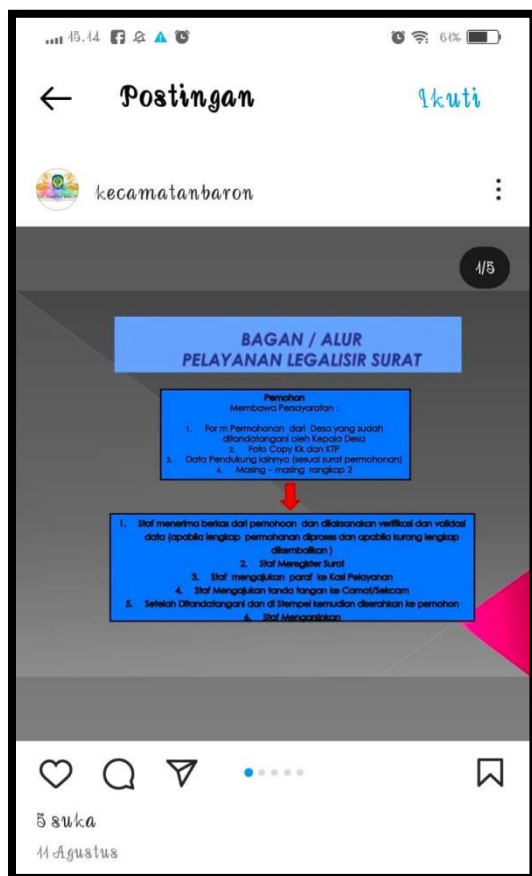 15.14
61%
Postingan
Ikuti
kecamatanbaron
1/5
BAGAN / ALUR
PELAYANAN LEGALISIR SURAT
Pemohon
Membawa Persyaratan :
1. For m Permohonan dari Desa yang sudah
ditandatangani oleh Kepala Desa
2. Foto Copy Kk dan KTP
3. Data Pendukung lainnya (sesuai surat permohonan)
4. Masing – masing rangkap 2
1. Staf menerima berkas dari pemohoan dan dilaksanakan verifikasi dan validasi
data (apabila lengkap permohanan diproses dan apabila kurang lengkap
dikembalikan )
2. Staf Meregister Surat
3. Staf mengajukan paraf ke Kasi Pelayanan
4. Staf Mengajukan tanda tangan ke Camat/Sekcam
5. Setelah Ditandatangani dan di Stempel kemudian diserahkan ke pemohon
6. Staf Mengarsipkan
5 suka
11 Agustus